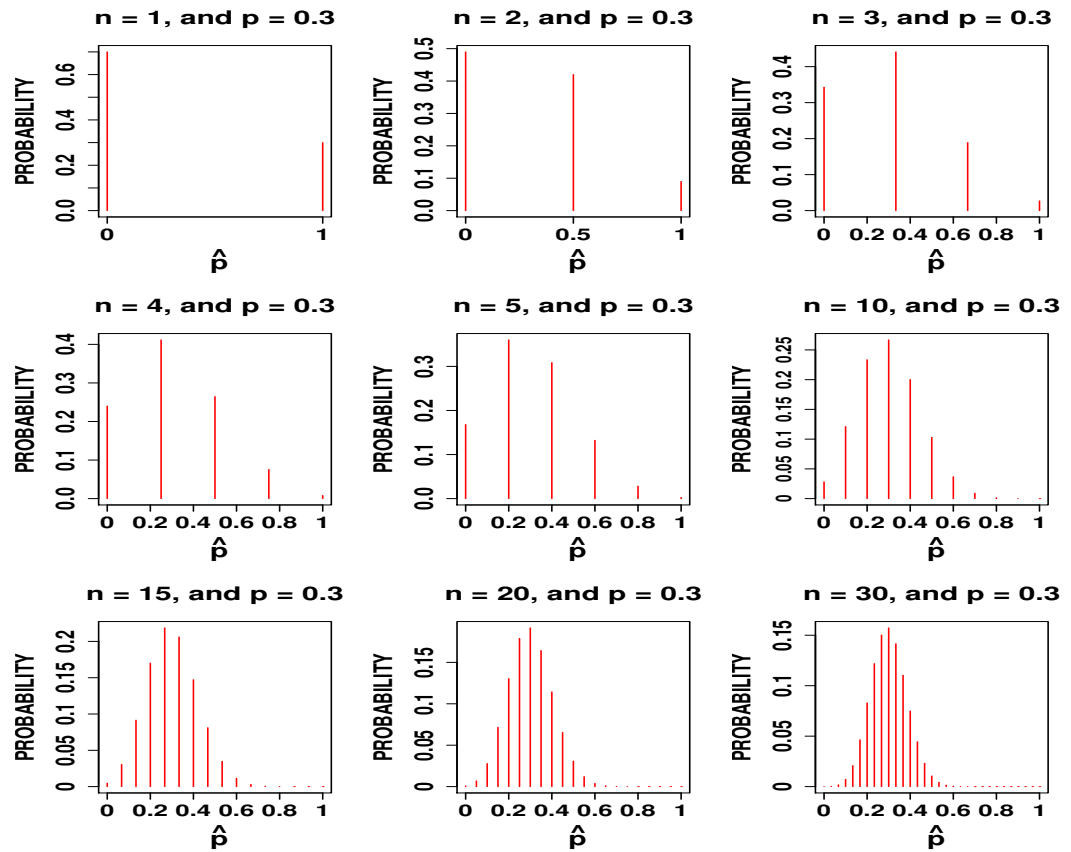 n = 1, and p = 0.3
PROBABILITY
0.0 0.2 0.4 0.6
0 1
p̂
n = 2, and p = 0.3
PROBABILITY
0.0 0.1 0.2 0.3 0.4 0.5
0 0.5 1
p̂
n = 3, and p = 0.3
PROBABILITY
0.0 0.1 0.2 0.3 0.4
0 0.2 0.4 0.6 0.8 1
p̂
n = 4, and p = 0.3
PROBABILITY
0.0 0.1 0.2 0.3 0.4
0 0.2 0.4 0.6 0.8 1
p̂
n = 5, and p = 0.3
PROBABILITY
0.0 0.1 0.2 0.3
0 0.2 0.4 0.6 0.8 1
p̂
n = 10, and p = 0.3
PROBABILITY
0 0.05 0.1 0.15 0.2 0.25
0 0.2 0.4 0.6 0.8 1
p̂
n = 15, and p = 0.3
PROBABILITY
0 0.05 0.1 0.15 0.2
0 0.2 0.4 0.6 0.8 1
p̂
n = 20, and p = 0.3
PROBABILITY
0 0.05 0.1 0.15
0 0.2 0.4 0.6 0.8 1
p̂
n = 30, and p = 0.3
PROBABILITY
0 0.05 0.1 0.15
0 0.2 0.4 0.6 0.8 1
p̂